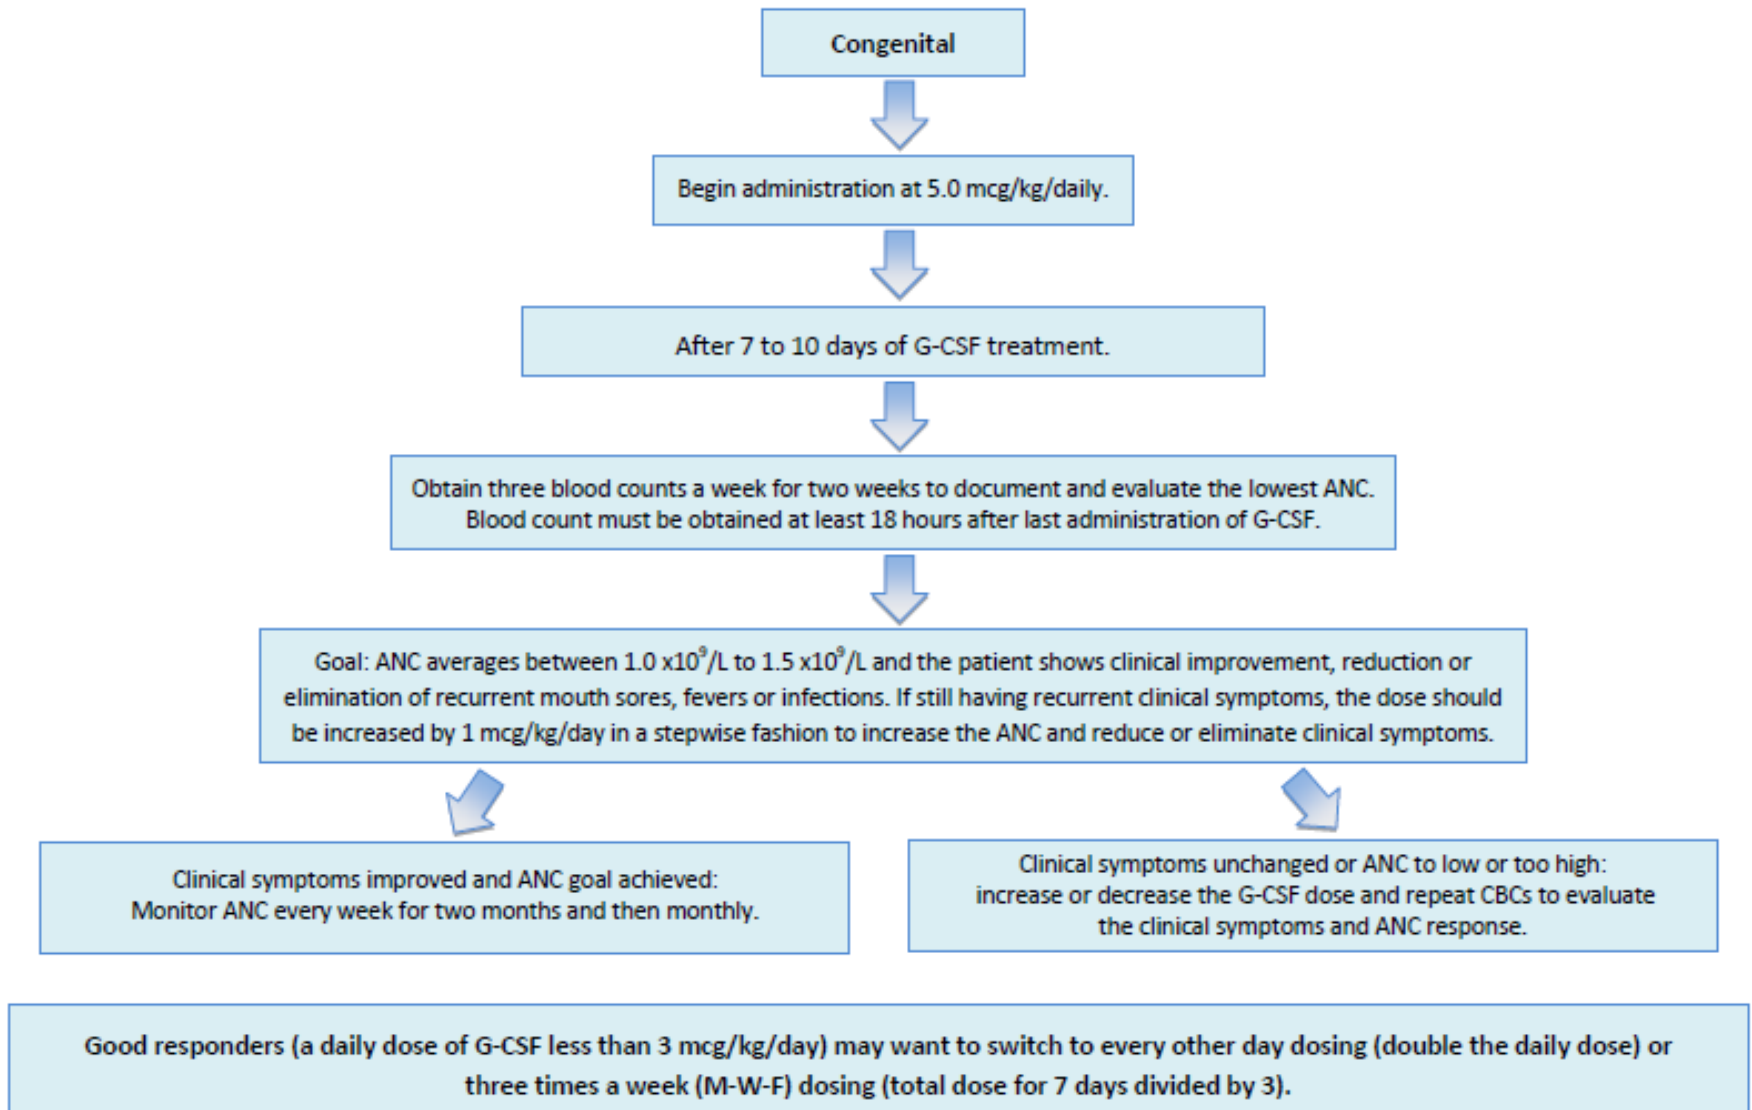 Congenital
Begin administration at 5.0 mcg/kg/daily.
After 7 to 10 days of G-CSF treatment.
Obtain three blood counts a week for two weeks to document and evaluate the lowest ANC.
Blood count must be obtained at least 18 hours after last administration of G-CSF.
Goal: ANC averages between 1.0 x10⁹/L to 1.5 x10⁹/L and the patient shows clinical improvement, reduction or
elimination of recurrent mouth sores, fevers or infections. If still having recurrent clinical symptoms, the dose should
be increased by 1 mcg/kg/day in a stepwise fashion to increase the ANC and reduce or eliminate clinical symptoms.
Clinical symptoms improved and ANC goal achieved:
Monitor ANC every week for two months and then monthly.
Clinical symptoms unchanged or ANC to low or too high:
increase or decrease the G-CSF dose and repeat CBCs to evaluate
the clinical symptoms and ANC response.
Good responders (a daily dose of G-CSF less than 3 mcg/kg/day) may want to switch to every other day dosing (double the daily dose) or
three times a week (M-W-F) dosing (total dose for 7 days divided by 3).